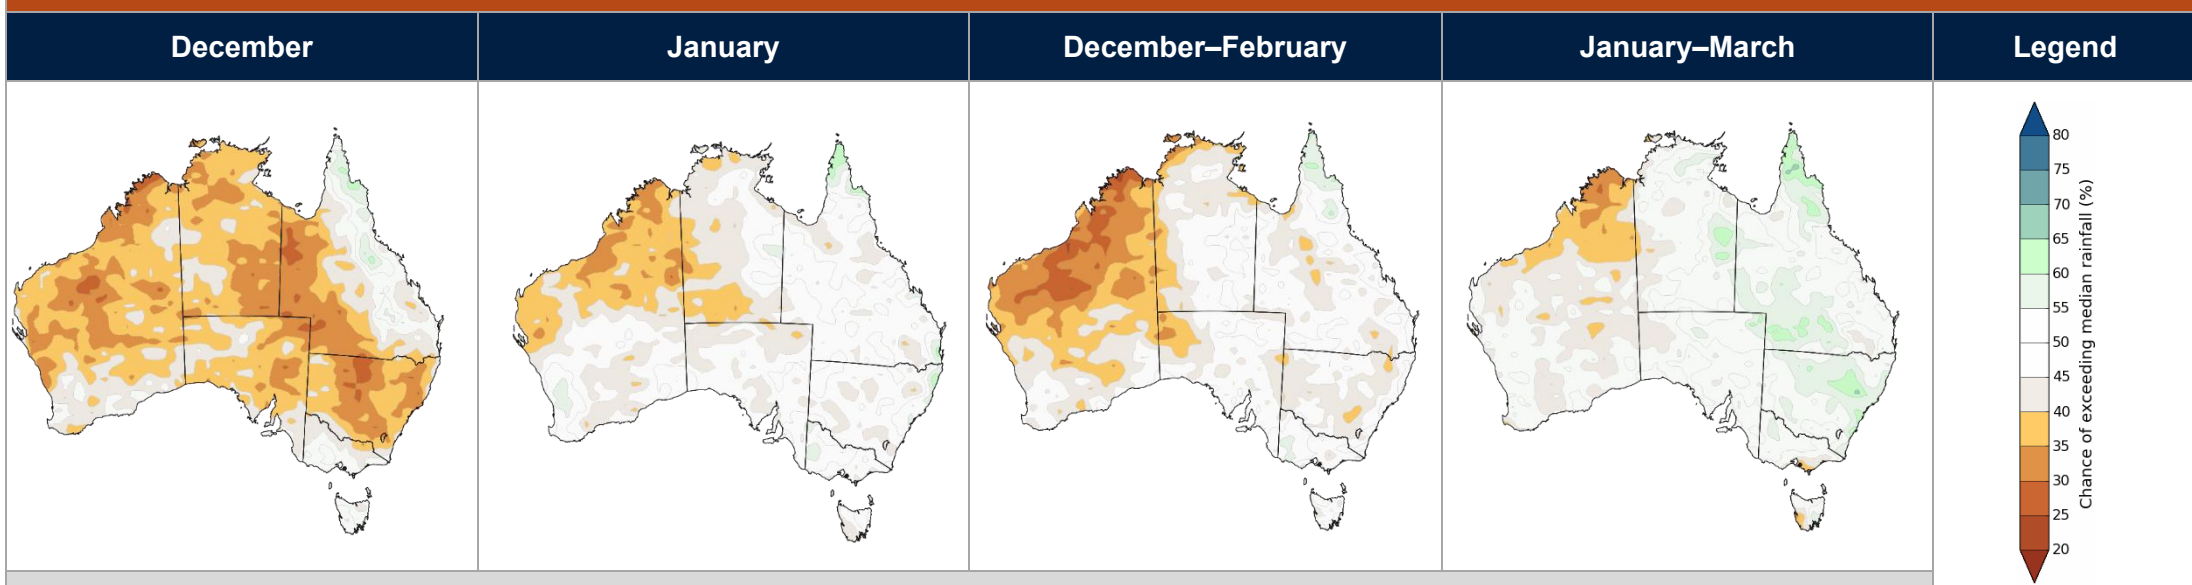 December
January
December–February
January–March
Legend
80
75
70
65
60
55
50
45
40
35
30
25
20
Chance of exceeding median rainfall (%)